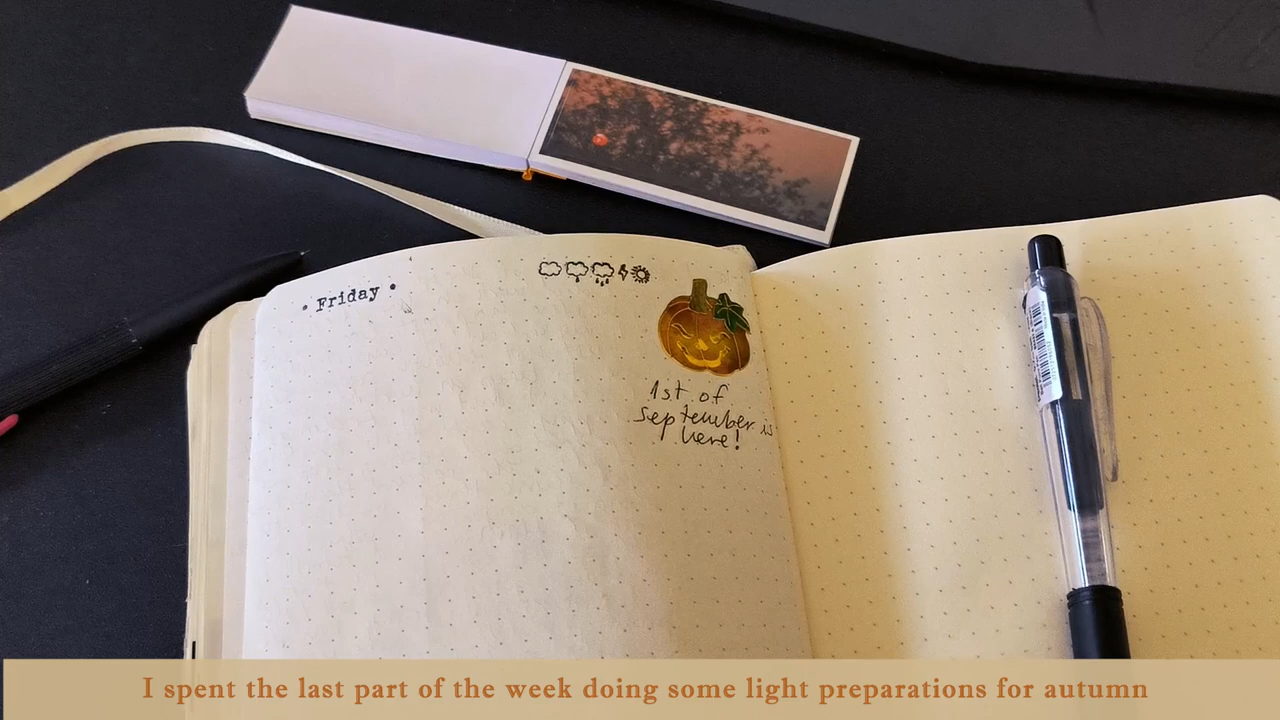 • Friday •
1st of
September is
here!
I spent the last part of the week doing some light preparations for autumn